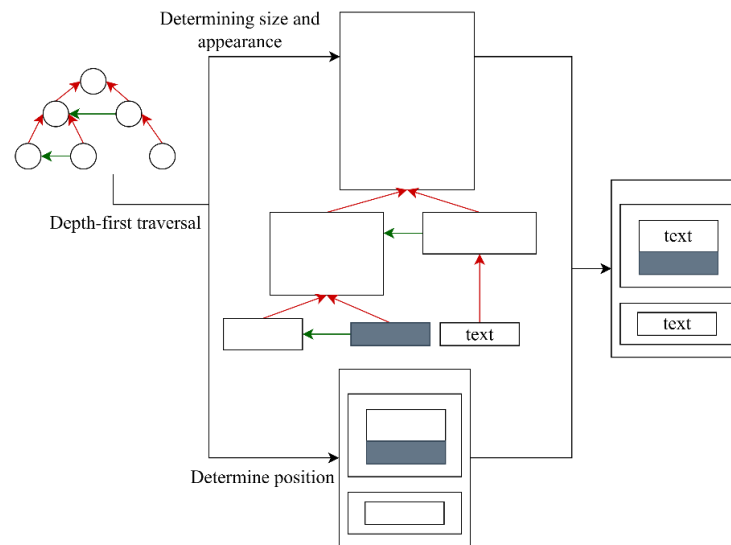 Determining size and
appearance
Depth-first traversal
text
text
text
Determine position